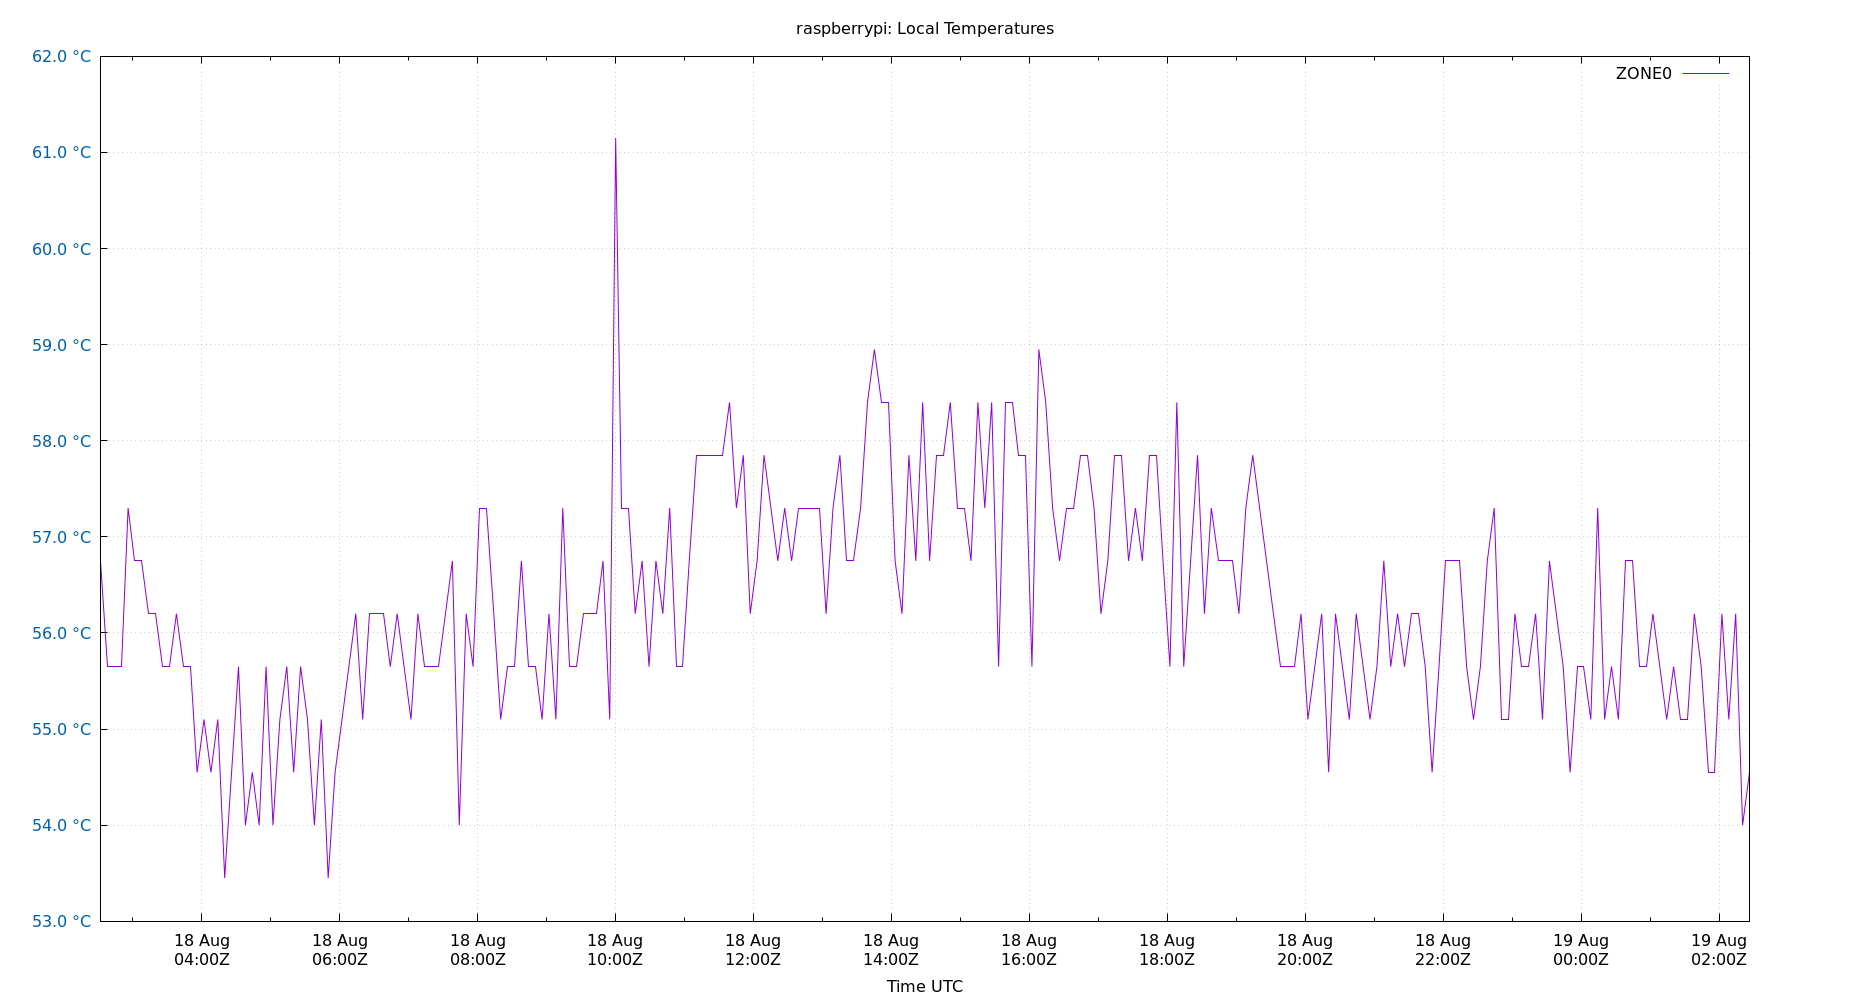 raspberrypi: Local Temperatures
62.0 °C
ZONE0
61.0 °C
60.0 °C
59.0 °C
58.0 °C
57.0 °C
56.0 °C
55.0 °C
54.0 °C
53.0 °C
18 Aug 18 Aug 18 Aug 18 Aug 18 Aug 18 Aug 18 Aug 18 Aug 18 Aug 18 Aug 19 Aug 19 Aug
04:00Z 06:00Z 08:00Z 10:00Z 12:00Z 14:00Z 16:00Z 18:00Z 20:00Z 22:00Z 00:00Z 02:00Z
Time UTC